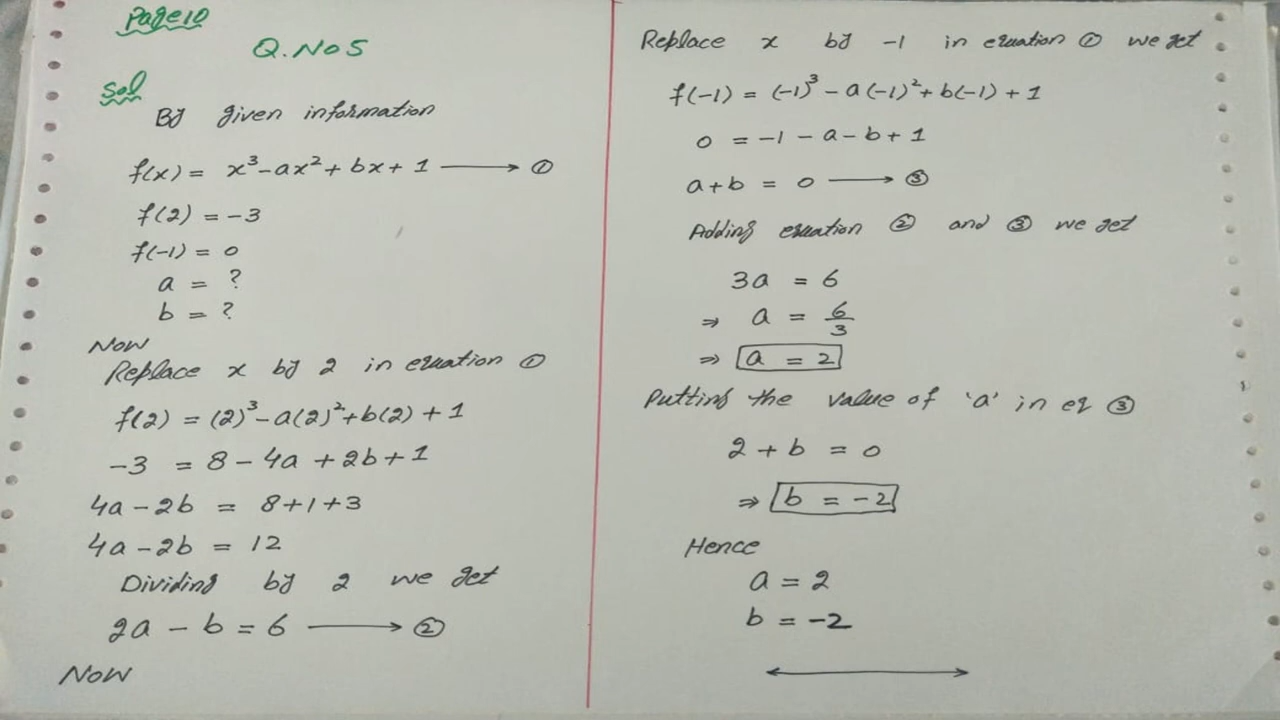 Page 10
Q.No 5
Sol
By given information
f(x) = x³-ax²+bx+1 ⟶ ①
f(2) = -3
f(-1) = 0
a = ?
b = ?
Now
Replace x by 2 in equation ①
f(2) = (2)³-a(2)²+b(2)+1
-3 = 8-4a+2b+1
4a-2b = 8+1+3
4a-2b = 12
Dividing by 2 we get
2a-b = 6 ⟶ ②
Now
Replace x by -1 in equation ① we get
f(-1) = (-1)³-a(-1)²+b(-1)+1
0 = -1-a-b+1
a+b = 0 ⟶ ③
Adding equation ② and ③ we get
3a = 6
⇒ a = 6/3
⇒ a = 2
Putting the value of 'a' in eq ③
2+b = 0
⇒ b = -2
Hence
a = 2
b = -2